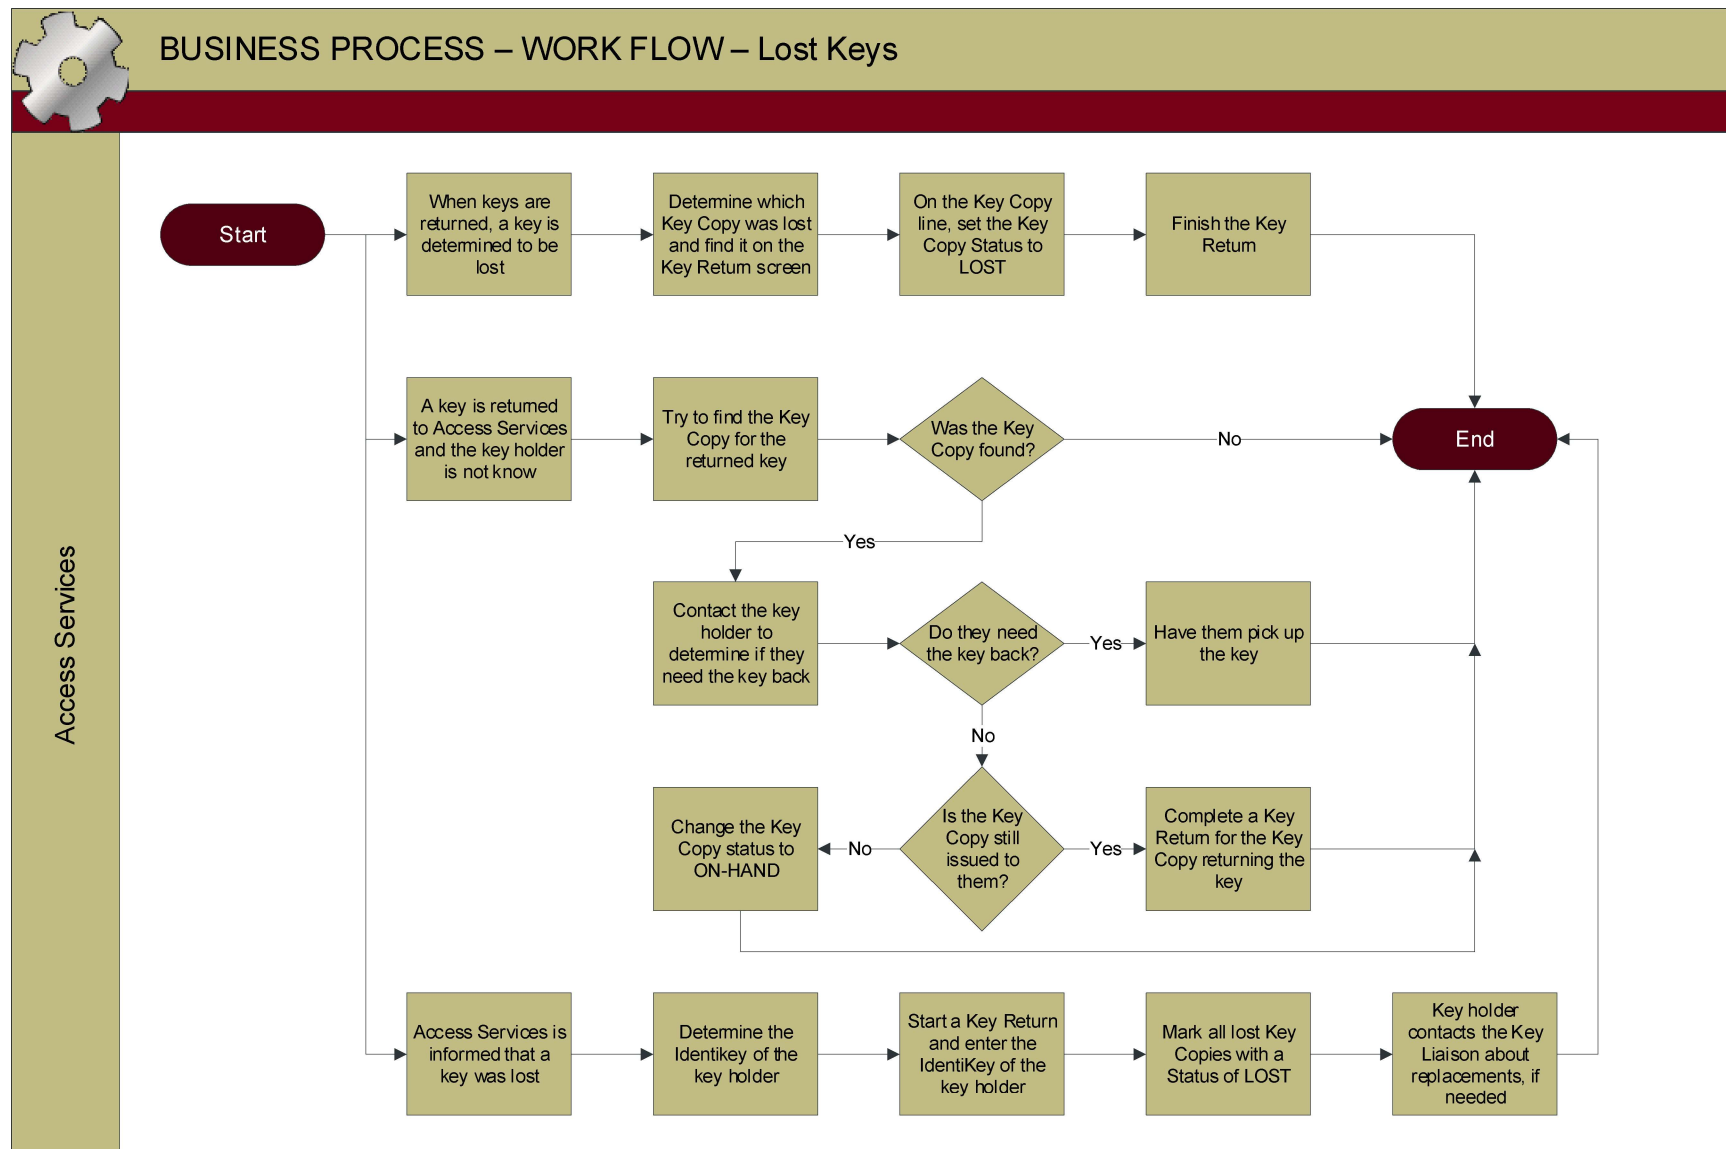 BUSINESS PROCESS – WORK FLOW – Lost Keys
Access Services
Start
When keys are
returned, a key is
determined to be
lost
Determine which
Key Copy was lost
and find it on the
Key Return screen
On the Key Copy
line, set the Key
Copy Status to
LOST
Finish the Key
Return
A key is returned
to Access Services
and the key holder
is not know
Try to find the Key
Copy for the
returned key
Was the Key
Copy found?
No
End
Yes
Contact the key
holder to
determine if they
need the key back
Do they need
the key back?
Yes
Have them pick up
the key
No
Change the Key
Copy status to
ON-HAND
No
Is the Key
Copy still
issued to
them?
Yes
Complete a Key
Return for the Key
Copy returning the
key
Access Services is
informed that a
key was lost
Determine the
Identikey of the
key holder
Start a Key Return
and enter the
IdentiKey of the
key holder
Mark all lost Key
Copies with a
Status of LOST
Key holder
contacts the Key
Liaison about
replacements, if
needed